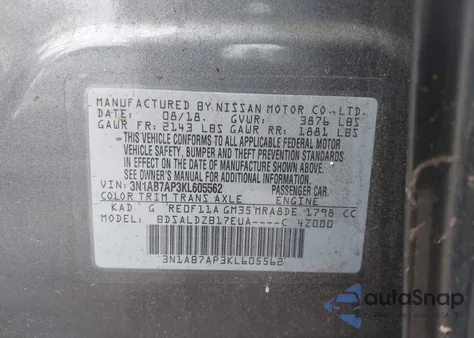 MANUFACTURED BY NISSAN MOTOR CO., LTD.
DATE: 08/18. GVWR: 3876 LBS
GAWR FR: 2143 LBS GAWR RR: 1881 LBS
THIS VEHICLE CONFORMS TO ALL APPLICABLE FEDERAL MOTOR
VEHICLE SAFETY, BUMPER AND THEFT PREVENTION STANDARDS
IN EFFECT ON THE DATE OF MANUFACTURE SHOWN ABOVE.
SEE OWNER'S MANUAL FOR ADDITIONAL INFORMATION
VIN: 3N1AB7AP3KL605562 PASSENGER CAR
COLOR TRIM TRANS AXLE
KAD G RE0F11A GM35 MRA8DE 1798 CC
MODEL: BDSALDZB17EUA----C 4Z000
3N1AB7AP3KL605562
autoSnap